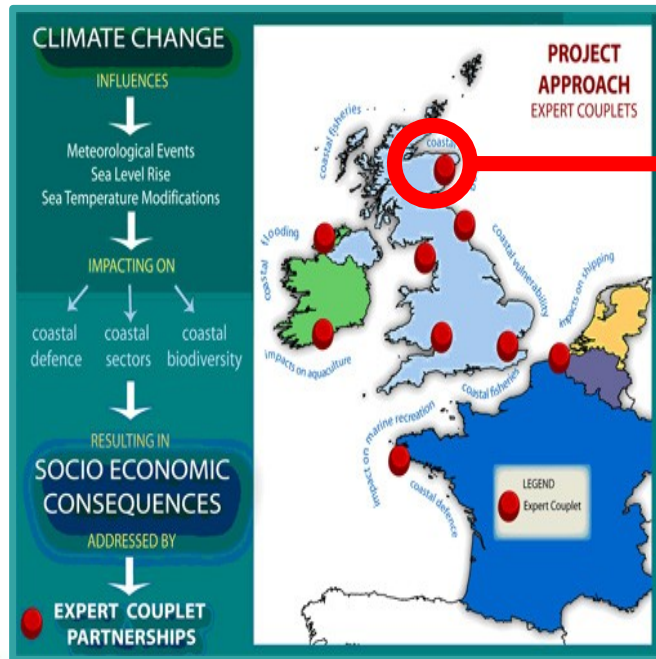 CLIMATE CHANGE
INFLUENCES
Meteorological Events
Sea Level Rise
Sea Temperature Modifications
IMPACTING ON
coastal defence
coastal sectors
coastal biodiversity
RESULTING IN
SOCIO ECONOMIC
CONSEQUENCES
ADDRESSED BY
EXPERT COUPLET
PARTNERSHIPS
PROJECT
APPROACH
EXPERT COUPLETS
coastal fisheries
coastal
coastal flooding
coastal vulnerability
impacts on shipping
impacts on aquaculture
coastal fisheries
impact on marine recreation
coastal defence
LEGEND
Expert Couplet